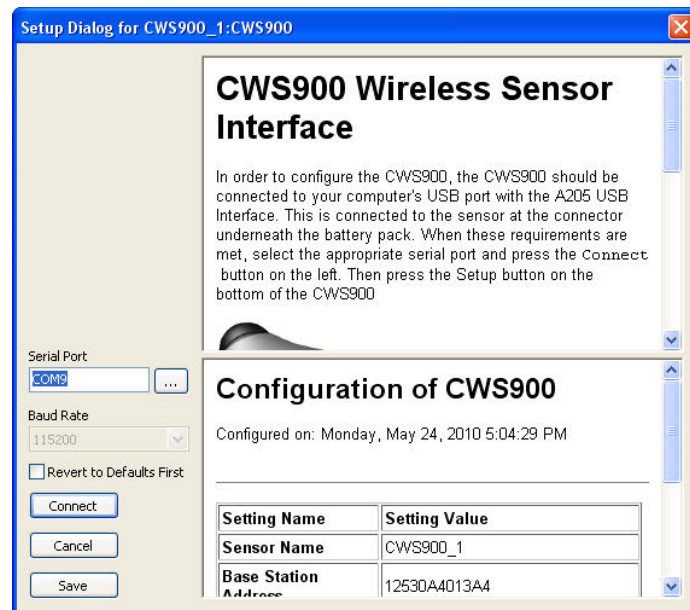 Setup Dialog for CWS900_1:CWS900
CWS900 Wireless Sensor
Interface
In order to configure the CWS900, the CWS900 should be
connected to your computer's USB port with the A205 USB
Interface. This is connected to the sensor at the connector
underneath the battery pack. When these requirements are
met, select the appropriate serial port and press the Connect
button on the left. Then press the Setup button on the
bottom of the CWS900
Serial Port
COM9
...
Baud Rate
115200
Revert to Defaults First
Connect
Cancel
Save
Configuration of CWS900
Configured on: Monday, May 24, 2010 5:04:29 PM
Setting Name Setting Value
Sensor Name CWS900_1
Base Station
Address 12530A4013A4